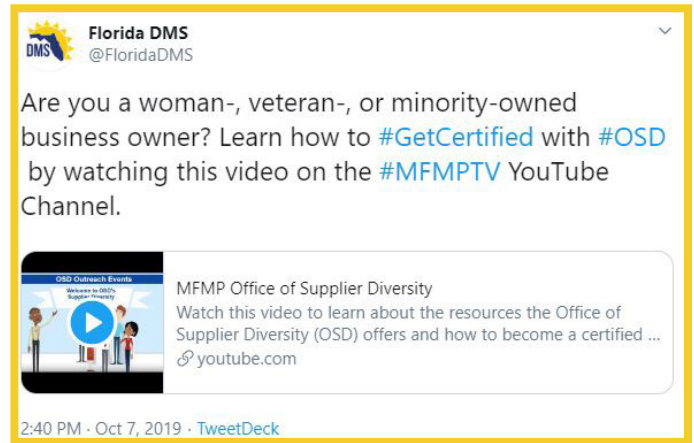 DMS
Florida DMS
@FloridaDMS
Are you a woman-, veteran-, or minority-owned
business owner? Learn how to #GetCertified with #OSD
by watching this video on the #MFMPTV YouTube
Channel.
OSD Outreach Events
Welcome to OSD's
Supplier Diversity
MFMP Office of Supplier Diversity
Watch this video to learn about the resources the Office of
Supplier Diversity (OSD) offers and how to become a certified ...
youtube.com
2:40 PM · Oct 7, 2019 · TweetDeck